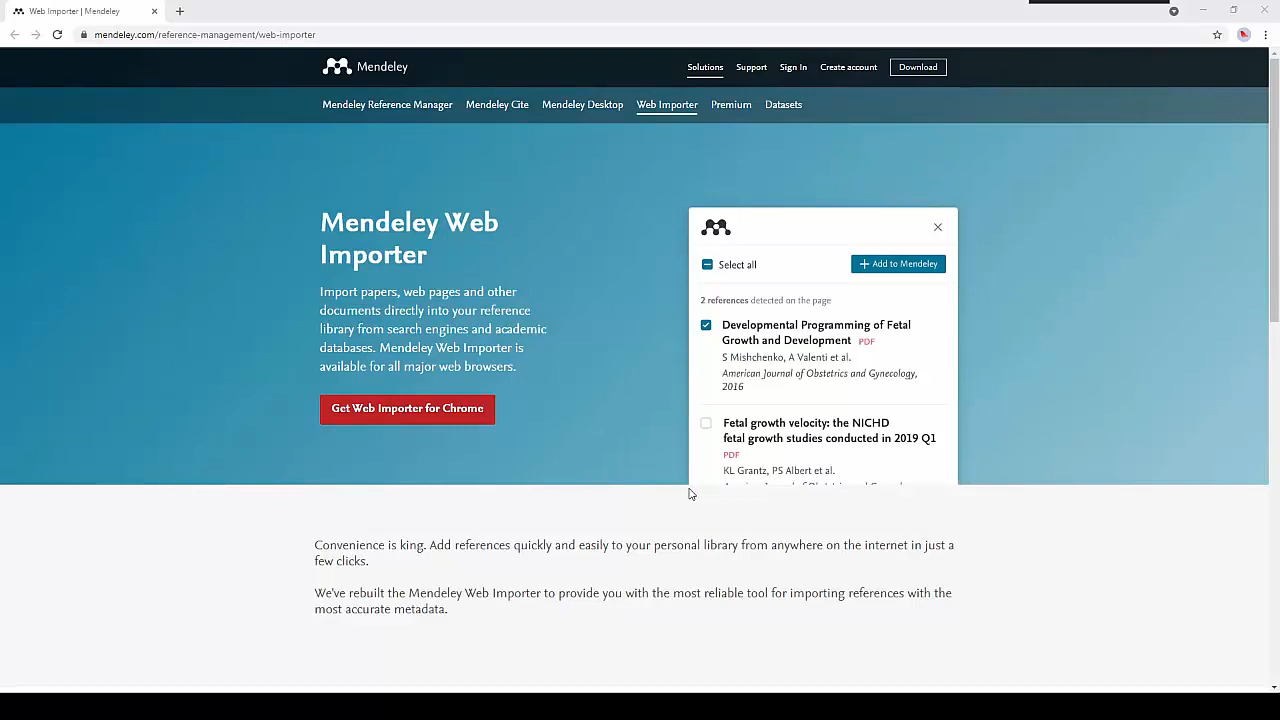 Web Importer | Mendeley
mendeley.com/reference-management/web-importer
Mendeley
Solutions
Support
Sign In
Create account
Download
Mendeley Reference Manager
Mendeley Cite
Mendeley Desktop
Web Importer
Premium
Datasets
Mendeley Web
Importer
Import papers, web pages and other
documents directly into your reference
library from search engines and academic
databases. Mendeley Web Importer is
available for all major web browsers.
Get Web Importer for Chrome
Select all
Add to Mendeley
2 references detected on the page
Developmental Programming of Fetal
Growth and Development PDF
S Mishchenko, A Valenti et al.
American Journal of Obstetrics and Gynecology,
2016
Fetal growth velocity: the NICHD
fetal growth studies conducted in 2019 Q1
PDF
KL Grantz, PS Albert et al.
Convenience is king. Add references quickly and easily to your personal library from anywhere on the internet in just a
few clicks.
We've rebuilt the Mendeley Web Importer to provide you with the most reliable tool for importing references with the
most accurate metadata.